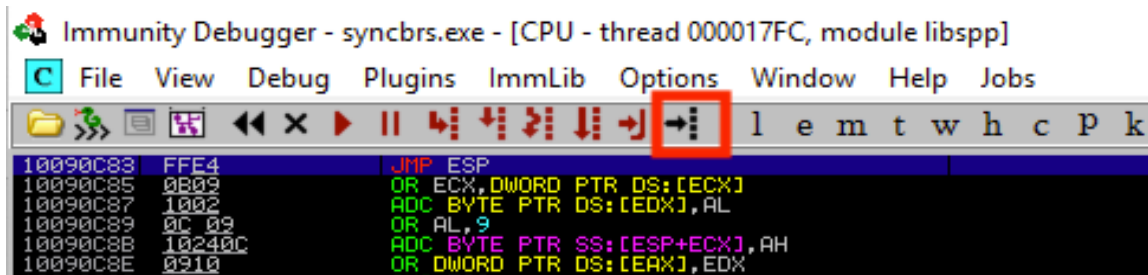 Immunity Debugger - syncbrs.exe - [CPU - thread 000017FC, module libspp]
C File View Debug Plugins ImmLib Options Window Help Jobs
l e m t w h c p k
10090C83 FFE4 JMP ESP
10090C85 0B09 OR ECX,DWORD PTR DS:[ECX]
10090C87 1002 ADC BYTE PTR DS:[EDX],AL
10090C89 0C 09 OR AL,9
10090C8B 10240C ADC BYTE PTR SS:[ESP+ECX],AH
10090C8E 0910 OR DWORD PTR DS:[EAX],EDX